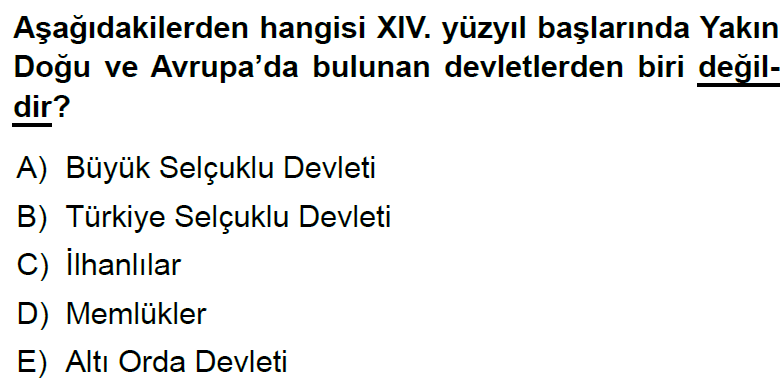 Aşağıdakilerden hangisi XIV. yüzyıl başlarında Yakın
Doğu ve Avrupa’da bulunan devletlerden biri değil-
dir?
A) Büyük Selçuklu Devleti
B) Türkiye Selçuklu Devleti
C) İlhanlılar
D) Memlükler
E) Altı Orda Devleti